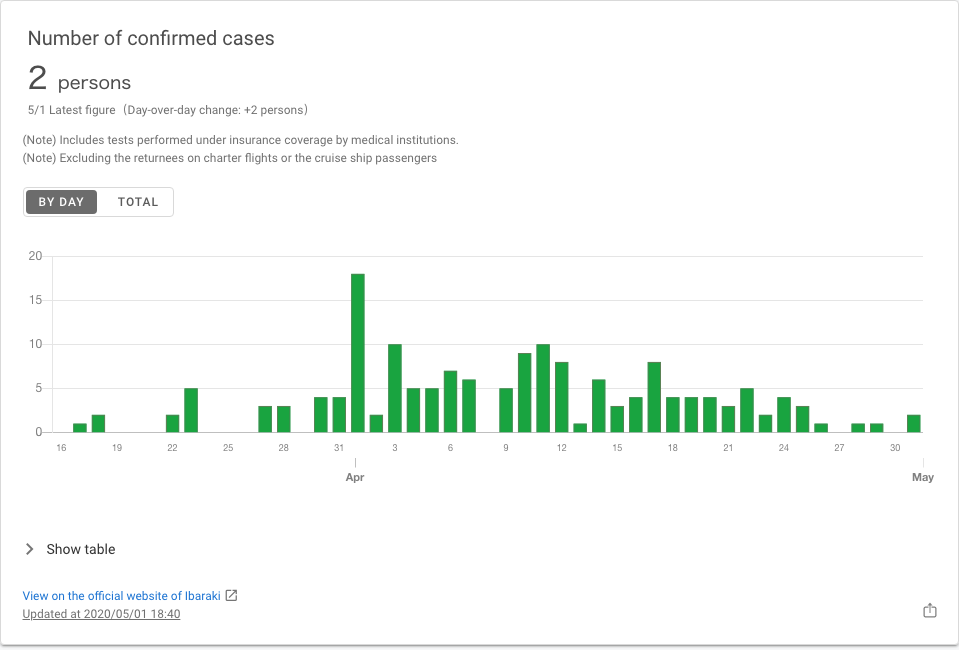 Number of confirmed cases
2 persons
5/1 Latest figure（Day-over-day change: +2 persons）
(Note) Includes tests performed under insurance coverage by medical institutions.
(Note) Excluding the returnees on charter flights or the cruise ship passengers
BY DAY TOTAL
20
15
10
5
0
16 19 22 25 28 31 3 6 9 12 15 18 21 24 27 30
Apr May
Show table
View on the official website of Ibaraki
Updated at 2020/05/01 18:40